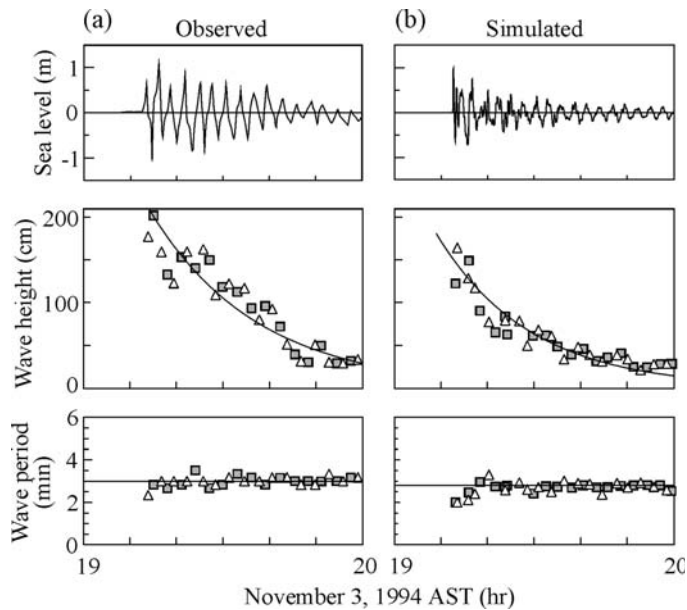 (a) Observed
(b) Simulated
Sea level (m)
1
0
-1
Wave height (cm)
200
100
0
Wave period
(min)
6
4
2
0
19
20
19
20
November 3, 1994 AST (hr)